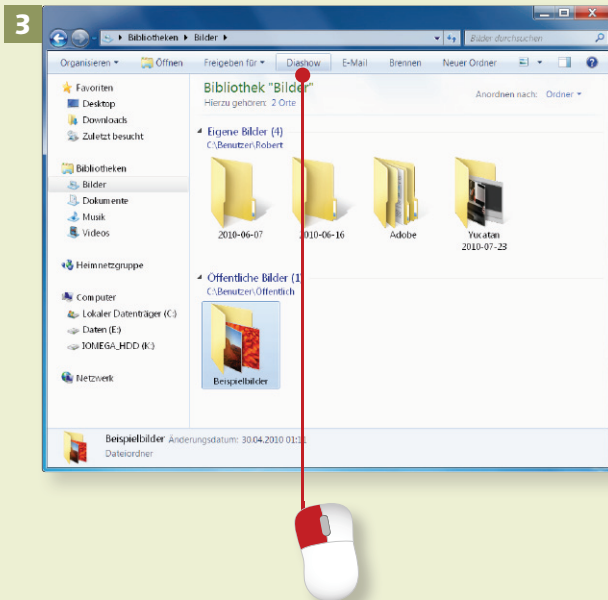 3
Bibliotheken Bilder
Bilder durchsuchen
Organisieren Öffnen Freigeben für Diashow E-Mail Brennen Neuer Ordner
Favoriten
Desktop
Downloads
Zuletzt besucht
Bibliotheken
Bilder
Dokumente
Musik
Videos
Heimnetzgruppe
Computer
Lokaler Datenträger (C:)
Daten (E:)
IOMEGA_HDD (K:)
Netzwerk
Bibliothek "Bilder"
Hierzu gehören: 2 Orte
Anordnen nach: Ordner
Eigene Bilder (4)
C:\Benutzer\Robert
2010-06-07
2010-06-16
Adobe
Yucatan
2010-07-23
Öffentliche Bilder (1)
C:\Benutzer\Öffentlich
Beispielbilder
Beispielbilder Änderungsdatum: 30.04.2010
Dateiordner